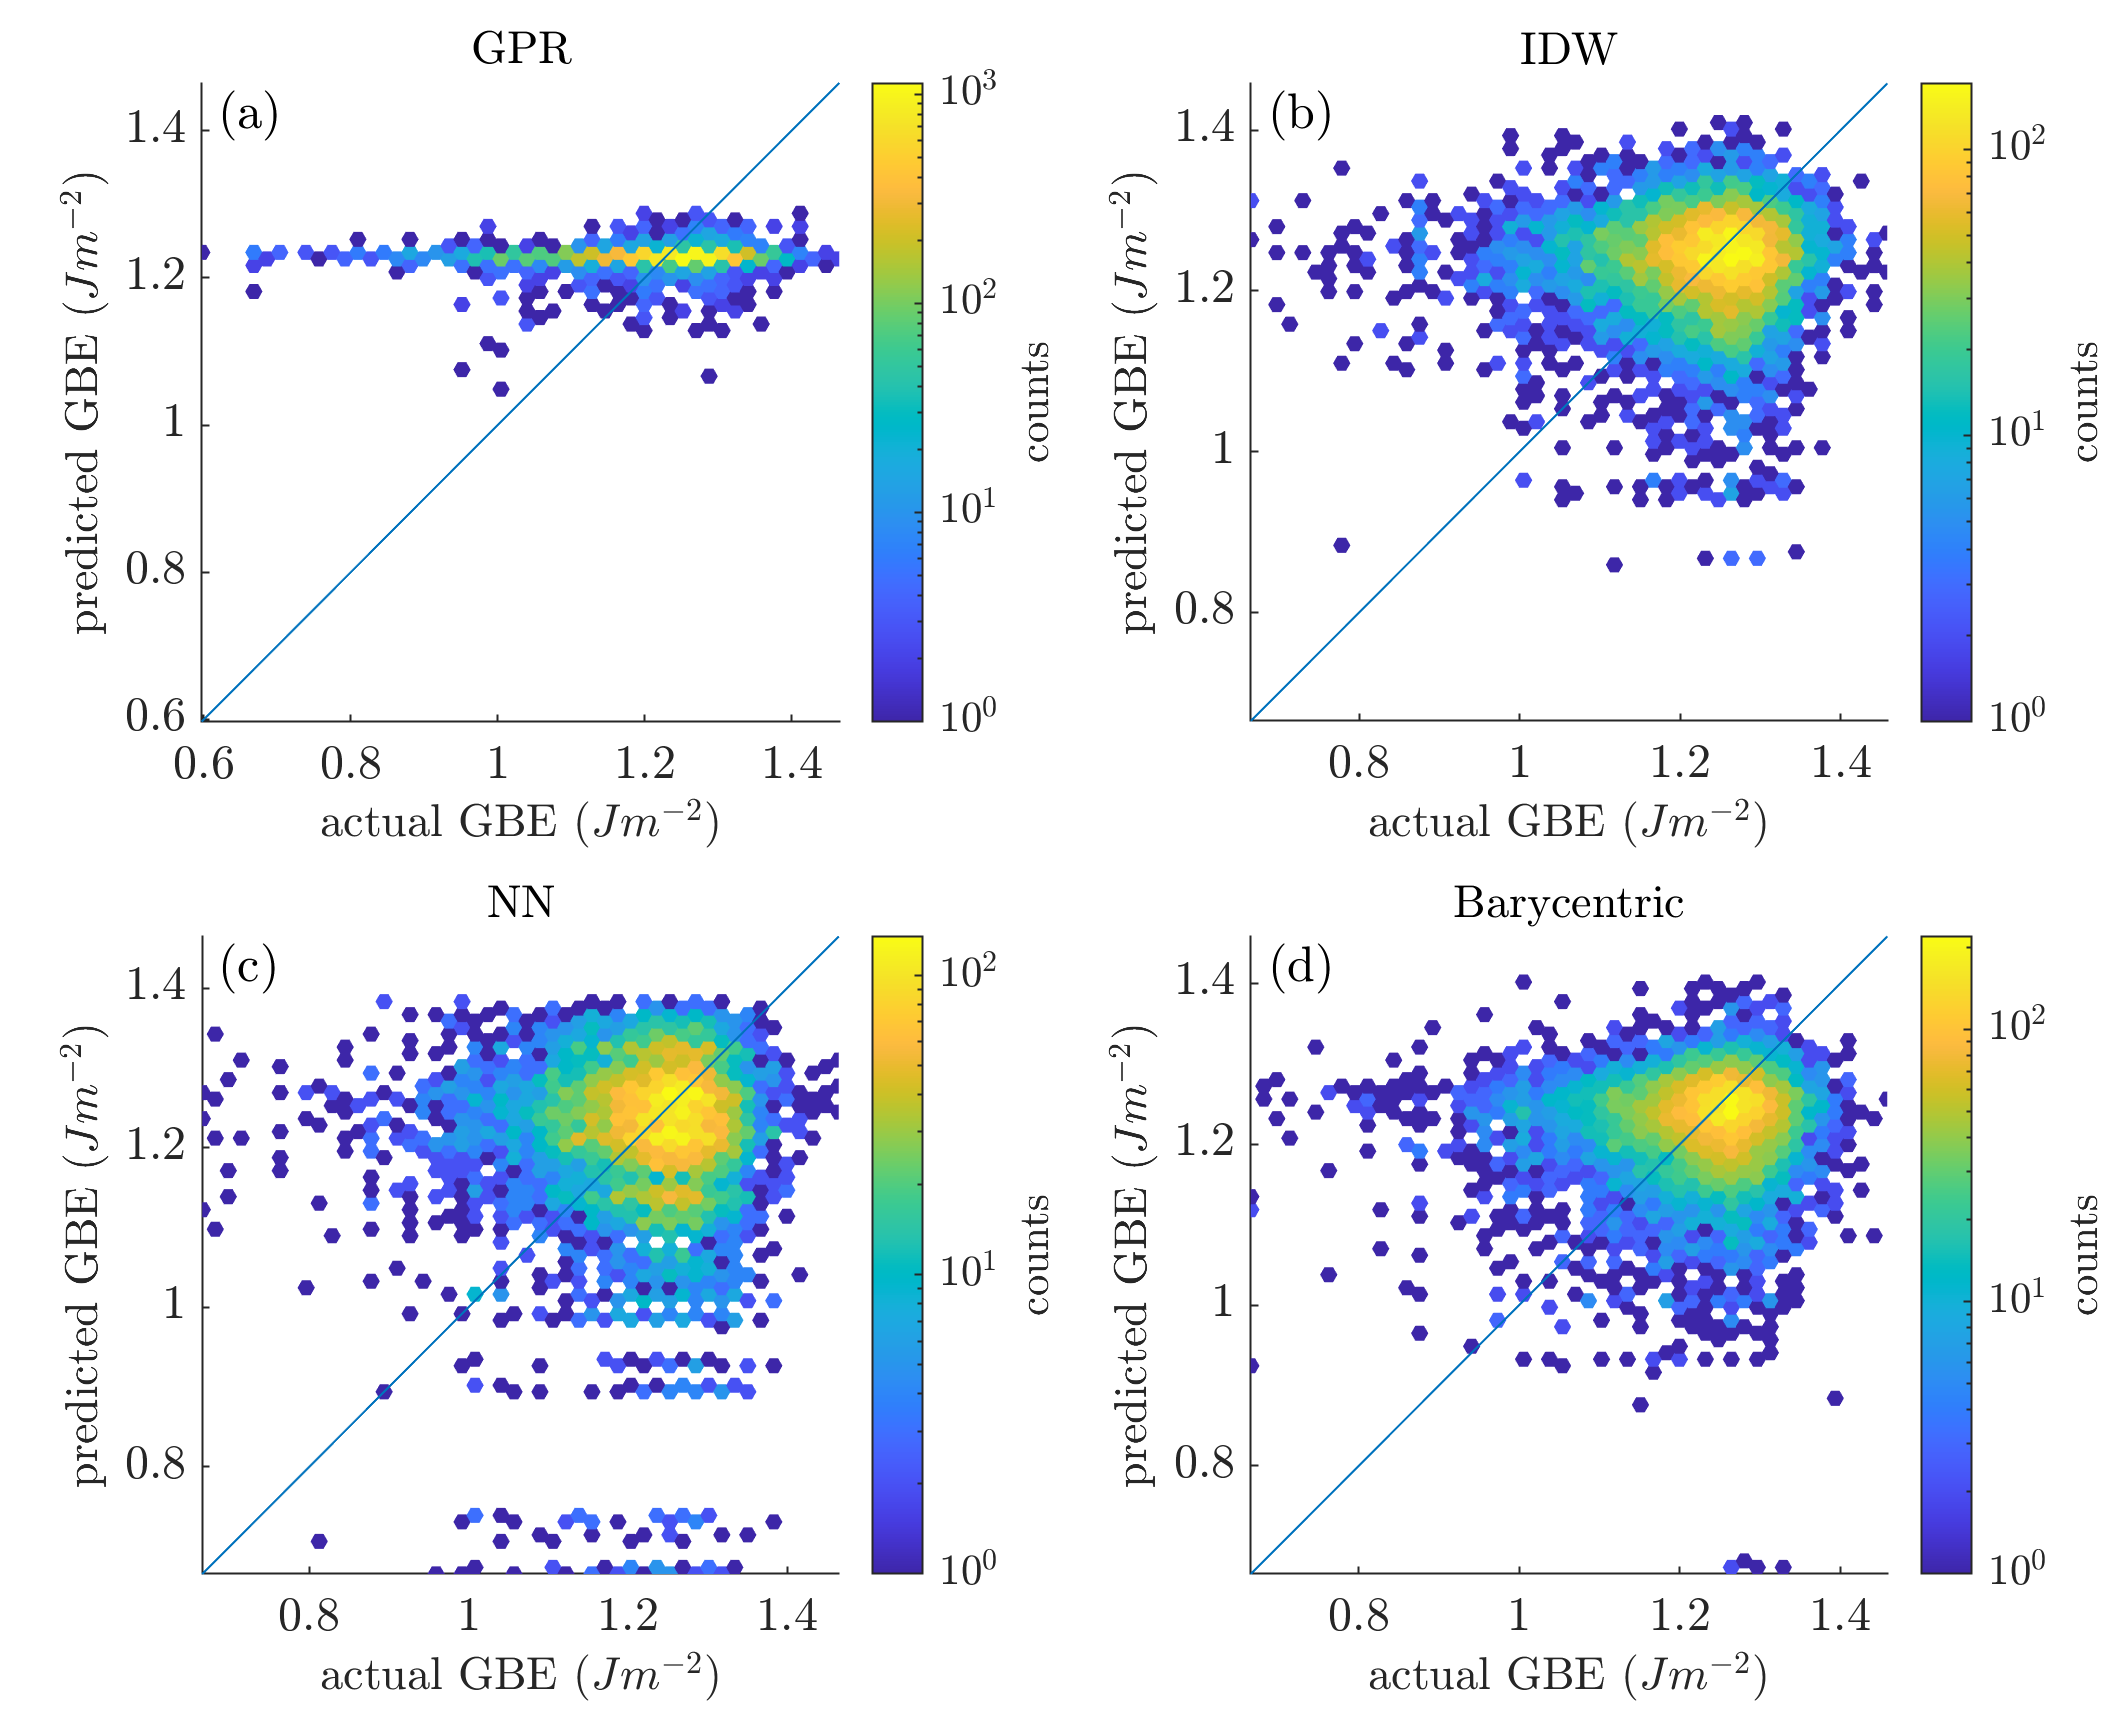 GPR
(a)
1.4
1.2
1
0.8
0.6
predicted GBE (Jm⁻²)
0.6 0.8 1 1.2 1.4
actual GBE (Jm⁻²)
10³
10²
10¹
10⁰
counts
IDW
(b)
1.4
1.2
1
0.8
predicted GBE (Jm⁻²)
0.8 1 1.2 1.4
actual GBE (Jm⁻²)
10²
10¹
10⁰
counts
NN
(c)
1.4
1.2
1
0.8
predicted GBE (Jm⁻²)
0.8 1 1.2 1.4
actual GBE (Jm⁻²)
10²
10¹
10⁰
counts
Barycentric
(d)
1.4
1.2
1
0.8
predicted GBE (Jm⁻²)
0.8 1 1.2 1.4
actual GBE (Jm⁻²)
10²
10¹
10⁰
counts